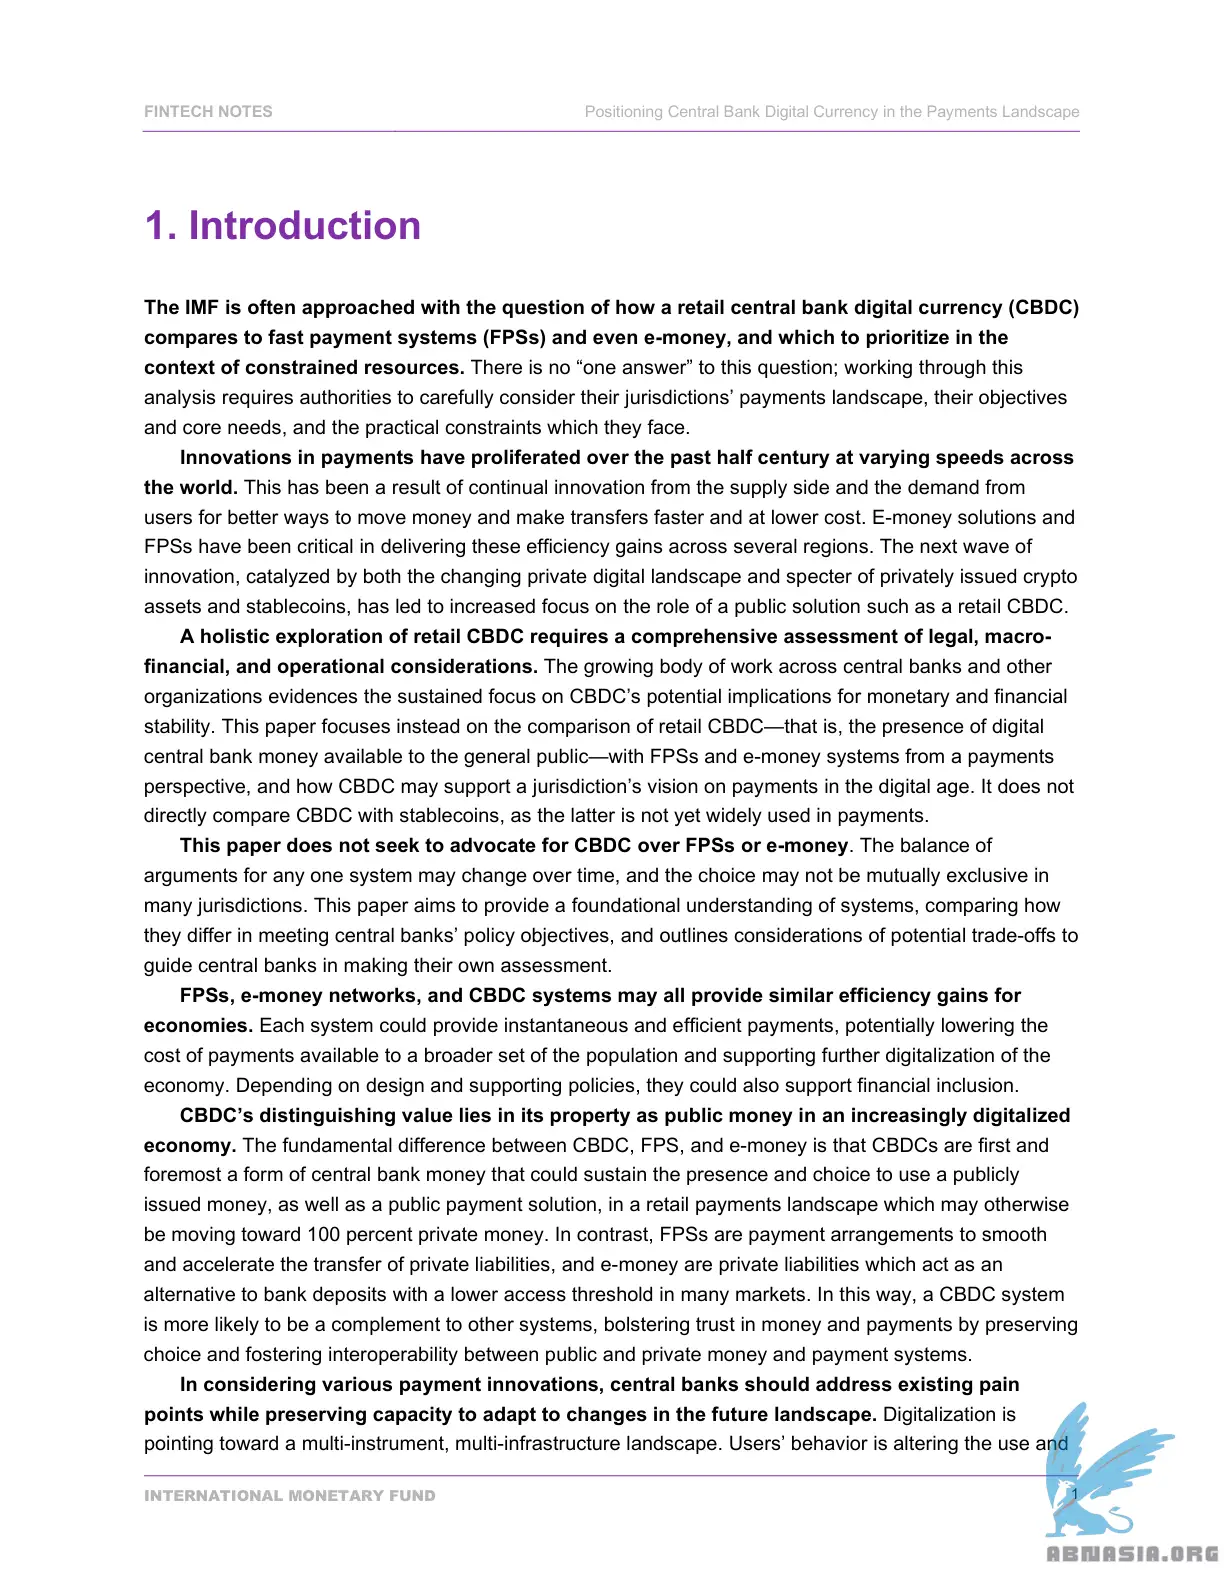 FINTECH NOTES
Positioning Central Bank Digital Currency in the Payments Landscape
1. Introduction
The IMF is often approached with the question of how a retail central bank digital currency (CBDC)
compares to fast payment systems (FPSs) and even e-money, and which to prioritize in the
context of constrained resources. There is no “one answer” to this question; working through this
analysis requires authorities to carefully consider their jurisdictions’ payments landscape, their objectives
and core needs, and the practical constraints which they face.
Innovations in payments have proliferated over the past half century at varying speeds across
the world. This has been a result of continual innovation from the supply side and the demand from
users for better ways to move money and make transfers faster and at lower cost. E-money solutions and
FPSs have been critical in delivering these efficiency gains across several regions. The next wave of
innovation, catalyzed by both the changing private digital landscape and specter of privately issued crypto
assets and stablecoins, has led to increased focus on the role of a public solution such as a retail CBDC.
A holistic exploration of retail CBDC requires a comprehensive assessment of legal, macro-
financial, and operational considerations. The growing body of work across central banks and other
organizations evidences the sustained focus on CBDC’s potential implications for monetary and financial
stability. This paper focuses instead on the comparison of retail CBDC—that is, the presence of digital
central bank money available to the general public—with FPSs and e-money systems from a payments
perspective, and how CBDC may support a jurisdiction’s vision on payments in the digital age. It does not
directly compare CBDC with stablecoins, as the latter is not yet widely used in payments.
This paper does not seek to advocate for CBDC over FPSs or e-money. The balance of
arguments for any one system may change over time, and the choice may not be mutually exclusive in
many jurisdictions. This paper aims to provide a foundational understanding of systems, comparing how
they differ in meeting central banks’ policy objectives, and outlines considerations of potential trade-offs to
guide central banks in making their own assessment.
FPSs, e-money networks, and CBDC systems may all provide similar efficiency gains for
economies. Each system could provide instantaneous and efficient payments, potentially lowering the
cost of payments available to a broader set of the population and supporting further digitalization of the
economy. Depending on design and supporting policies, they could also support financial inclusion.
CBDC’s distinguishing value lies in its property as public money in an increasingly digitalized
economy. The fundamental difference between CBDC, FPS, and e-money is that CBDCs are first and
foremost a form of central bank money that could sustain the presence and choice to use a publicly
issued money, as well as a public payment solution, in a retail payments landscape which may otherwise
be moving toward 100 percent private money. In contrast, FPSs are payment arrangements to smooth
and accelerate the transfer of private liabilities, and e-money are private liabilities which act as an
alternative to bank deposits with a lower access threshold in many markets. In this way, a CBDC system
is more likely to be a complement to other systems, bolstering trust in money and payments by preserving
choice and fostering interoperability between public and private money and payment systems.
In considering various payment innovations, central banks should address existing pain
points while preserving capacity to adapt to changes in the future landscape. Digitalization is
pointing toward a multi-instrument, multi-infrastructure landscape. Users’ behavior is altering the use and
INTERNATIONAL MONETARY FUND
1
ABNASIA.ORG